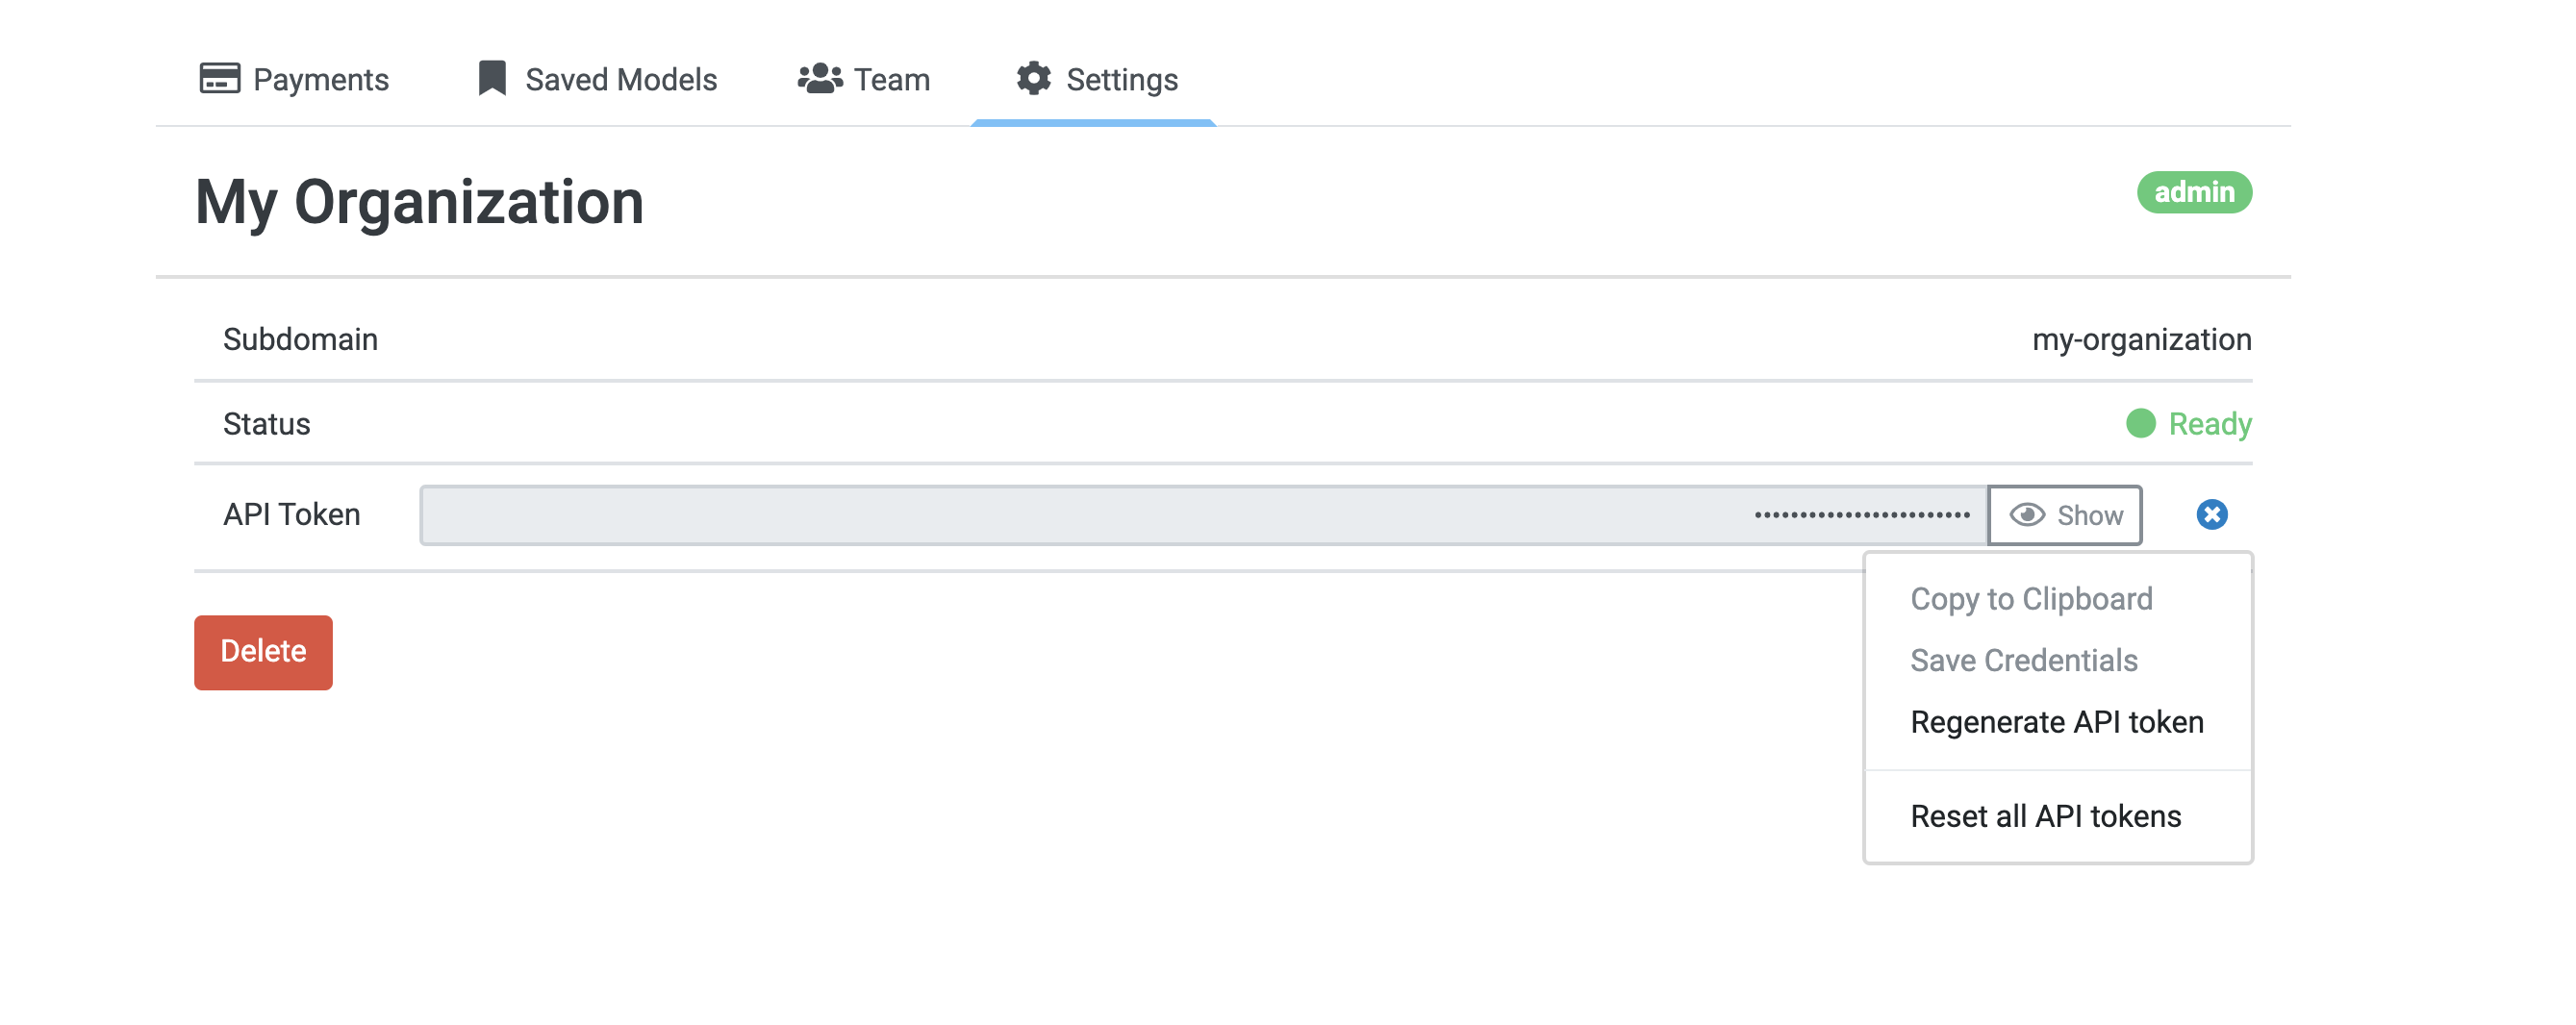 Payments Saved Models Team Settings
My Organization admin
Subdomain my-organization
Status Ready
API Token •••••••••••••••••••••••• Show
Copy to Clipboard
Save Credentials
Delete
Regenerate API token
Reset all API tokens